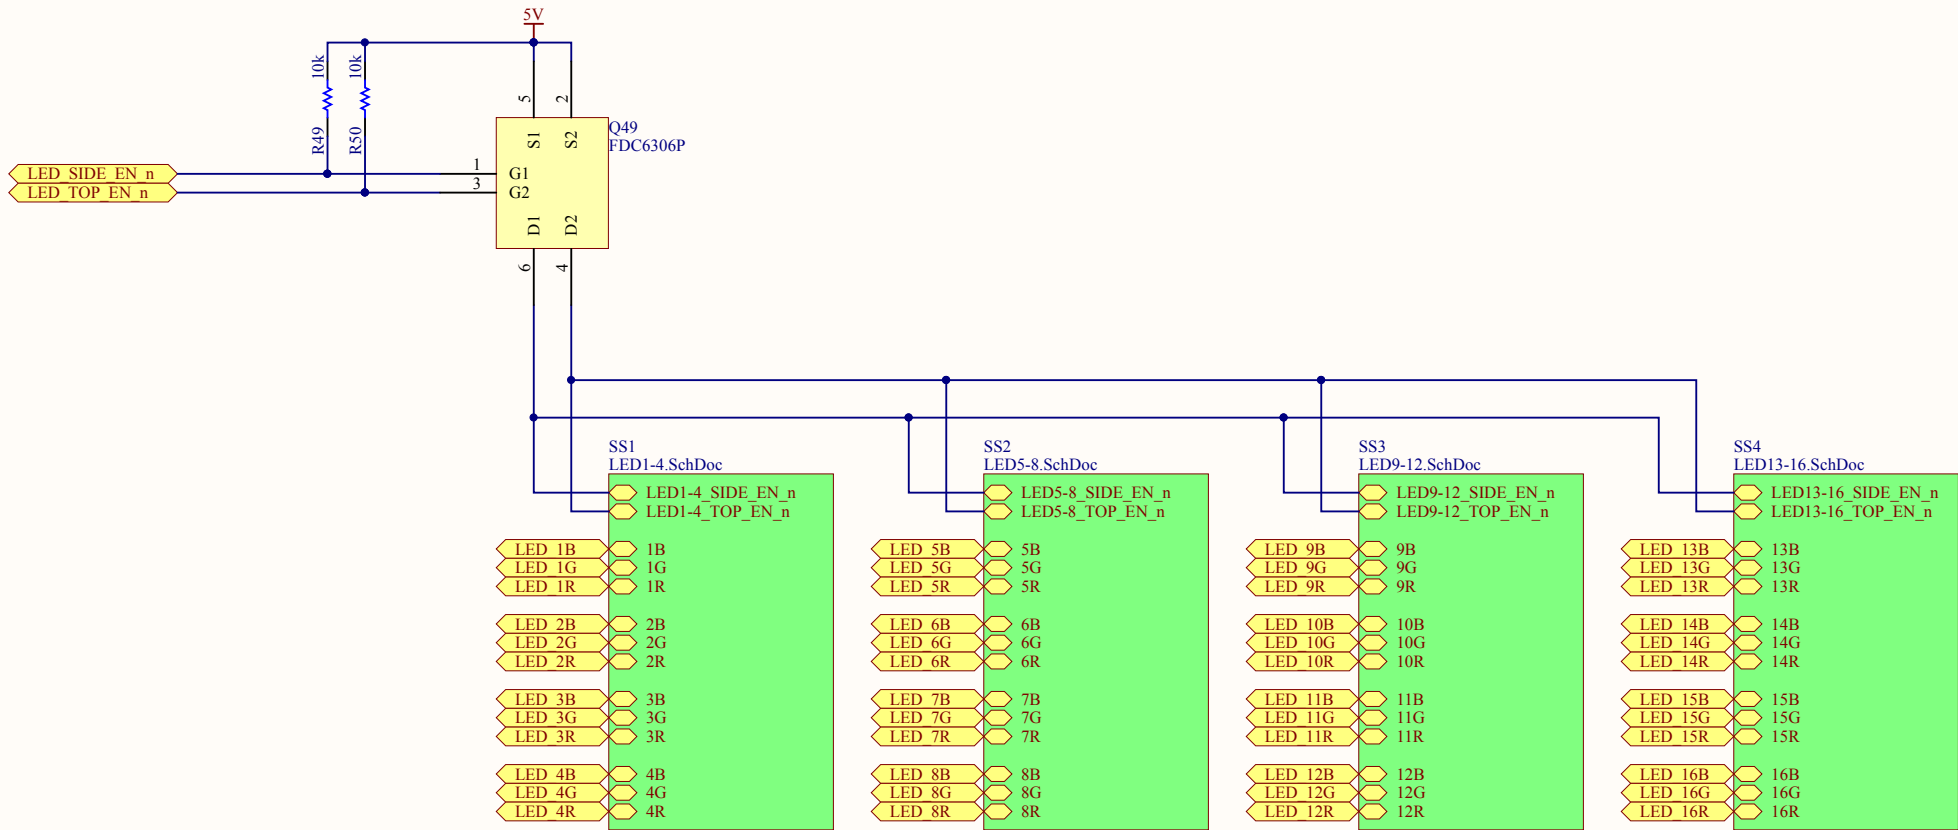 5V
10k
10k
R49
R50
5
2
S1
S2
Q49
FDC6306P
LED_SIDE_EN_n
LED_TOP_EN_n
1
3
G1
G2
D1
D2
6
4
SS1
LED1-4.SchDoc
LED1-4_SIDE_EN_n
LED1-4_TOP_EN_n
LED_1B 1B
LED_1G 1G
LED_1R 1R
LED_2B 2B
LED_2G 2G
LED_2R 2R
LED_3B 3B
LED_3G 3G
LED_3R 3R
LED_4B 4B
LED_4G 4G
LED_4R 4R
SS2
LED5-8.SchDoc
LED5-8_SIDE_EN_n
LED5-8_TOP_EN_n
LED_5B 5B
LED_5G 5G
LED_5R 5R
LED_6B 6B
LED_6G 6G
LED_6R 6R
LED_7B 7B
LED_7G 7G
LED_7R 7R
LED_8B 8B
LED_8G 8G
LED_8R 8R
SS3
LED9-12.SchDoc
LED9-12_SIDE_EN_n
LED9-12_TOP_EN_n
LED_9B 9B
LED_9G 9G
LED_9R 9R
LED_10B 10B
LED_10G 10G
LED_10R 10R
LED_11B 11B
LED_11G 11G
LED_11R 11R
LED_12B 12B
LED_12G 12G
LED_12R 12R
SS4
LED13-16.SchDoc
LED13-16_SIDE_EN_n
LED13-16_TOP_EN_n
LED_13B 13B
LED_13G 13G
LED_13R 13R
LED_14B 14B
LED_14G 14G
LED_14R 14R
LED_15B 15B
LED_15G 15G
LED_15R 15R
LED_16B 16B
LED_16G 16G
LED_16R 16R